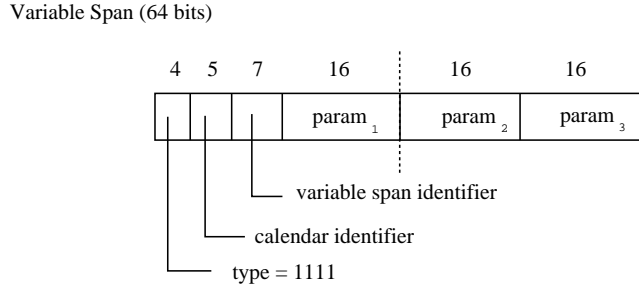 Variable Span (64 bits)
4 5 7 16 16 16
param 1 param 2 param 3
variable span identifier
calendar identifier
type = 1111